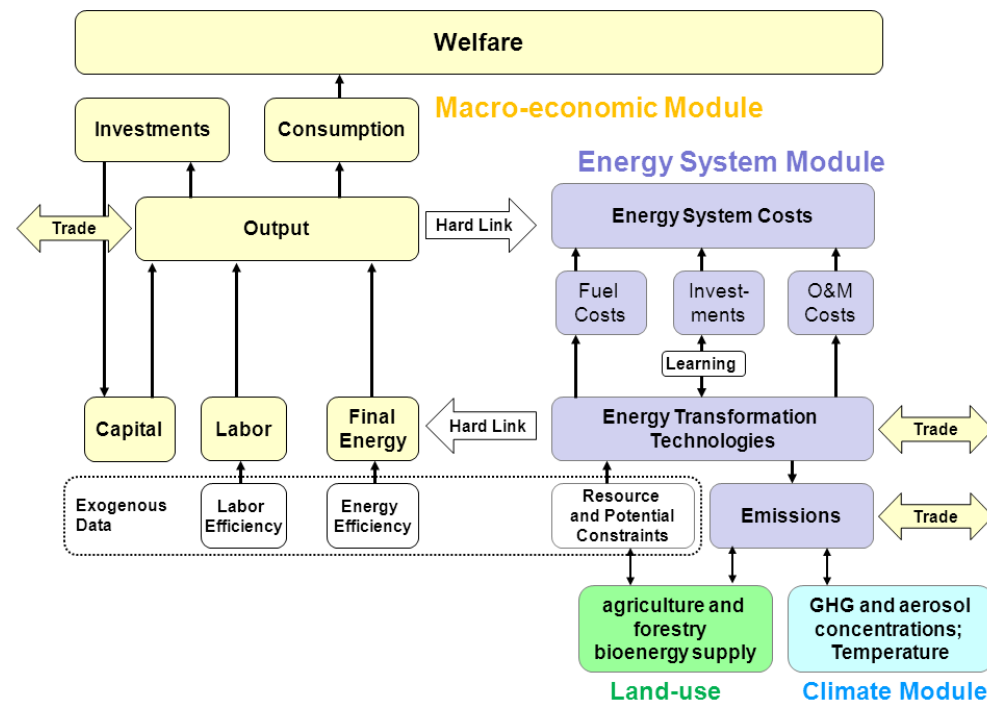 Welfare
Macro-economic Module
Investments
Consumption
Energy System Module
Trade
Output
Hard Link
Energy System Costs
Fuel
Costs
Invest-
ments
O&M
Costs
Learning
Capital
Labor
Final
Energy
Hard Link
Energy Transformation
Technologies
Trade
Exogenous
Data
Labor
Efficiency
Energy
Efficiency
Resource
and Potential
Constraints
Emissions
Trade
agriculture and
forestry
bioenergy supply
GHG and aerosol
concentrations;
Temperature
Land-use
Climate Module